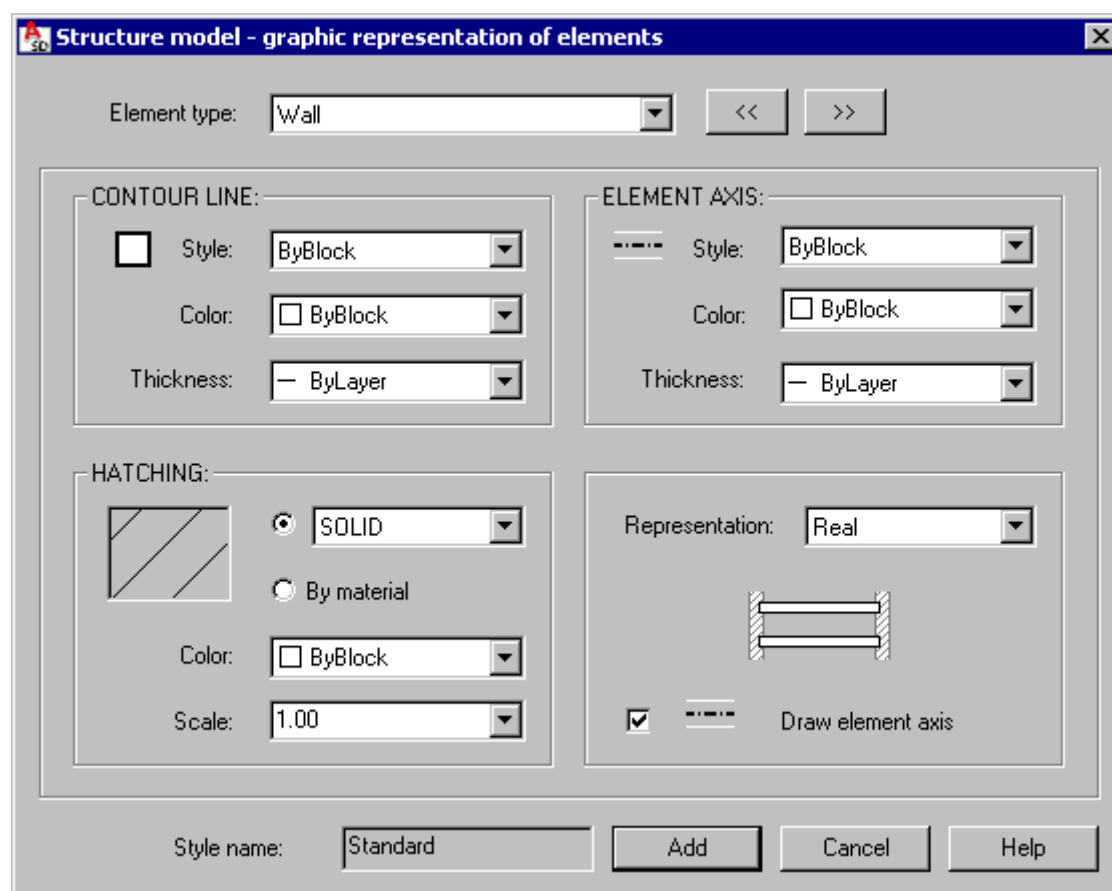 Structure model - graphic representation of elements
Element type: Wall << >>
CONTOUR LINE:
Style: ByBlock
Color: ByBlock
Thickness: ByLayer
ELEMENT AXIS:
Style: ByBlock
Color: ByBlock
Thickness: ByLayer
HATCHING:
SOLID
By material
Color: ByBlock
Scale: 1.00
Representation: Real
Draw element axis
Style name: Standard Add Cancel Help